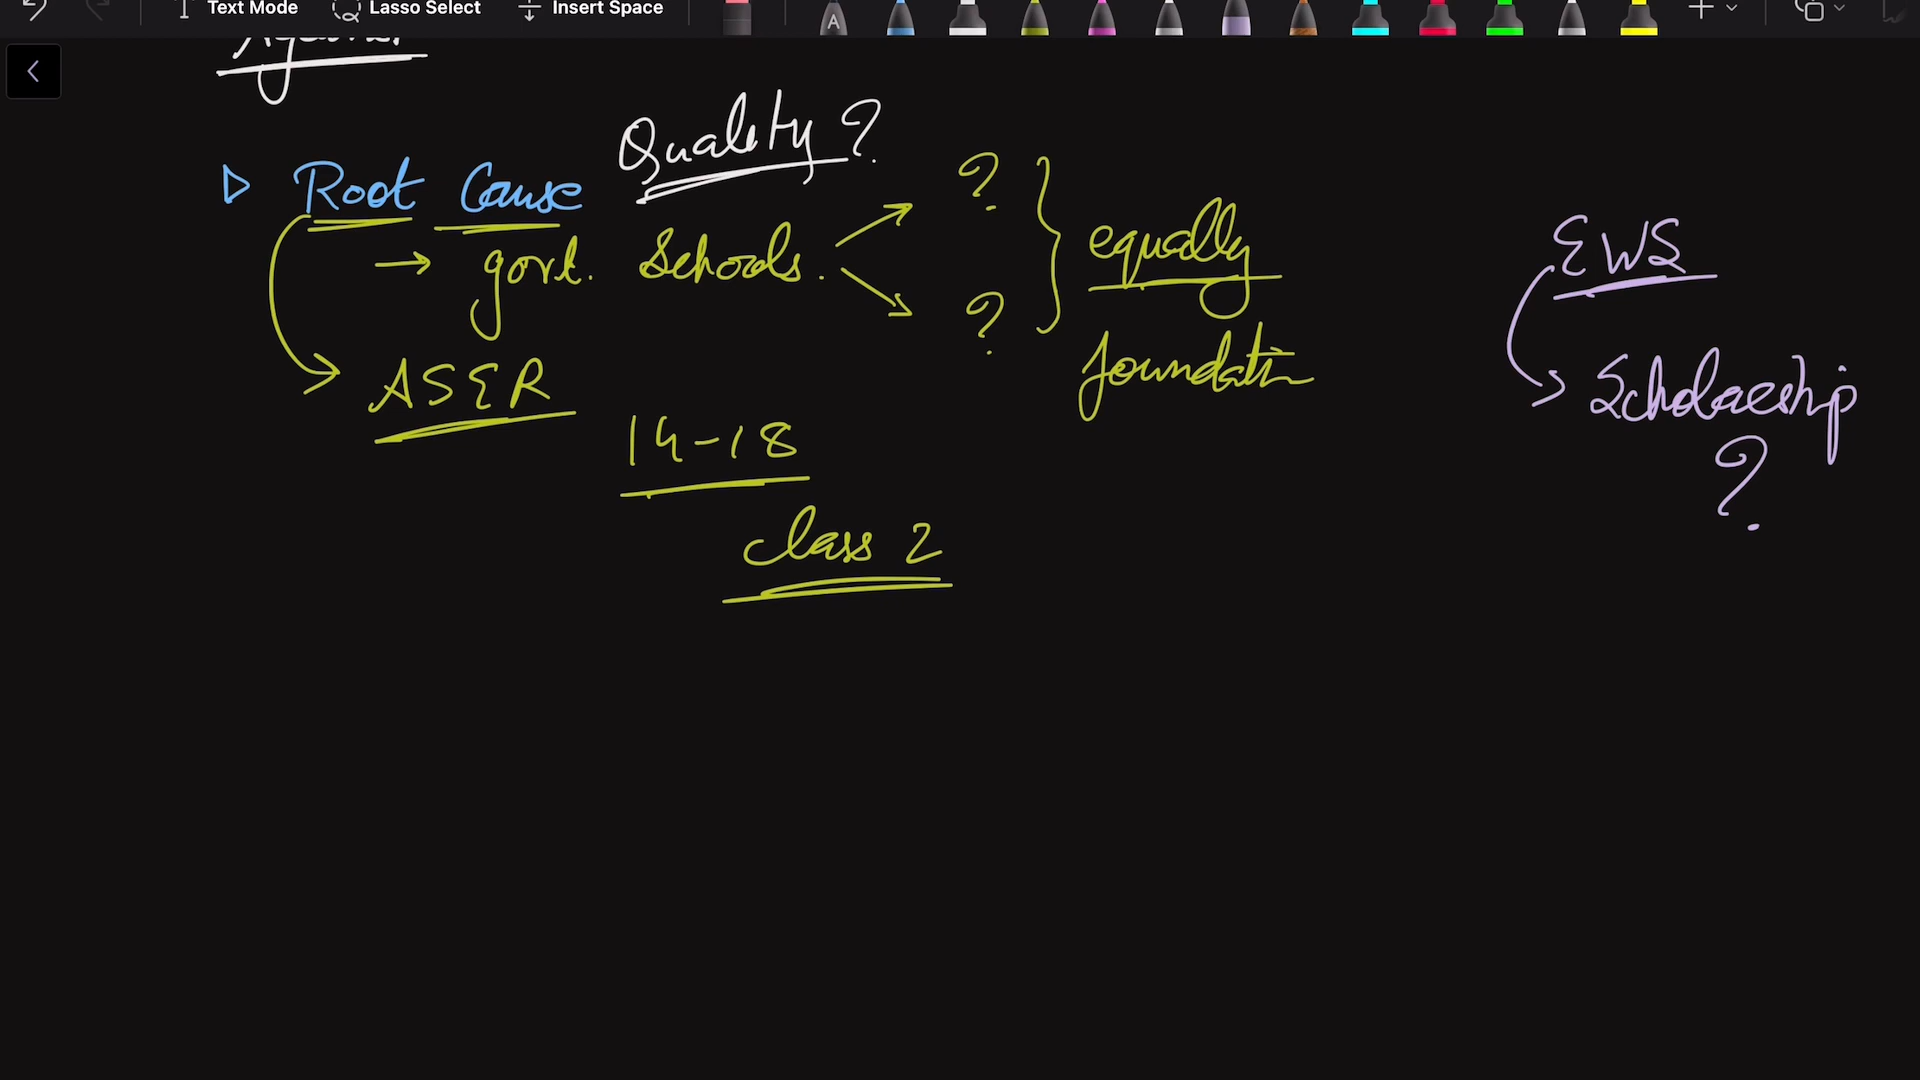 Text Mode Lasso Select Insert Space
A
Against
Quality ?
▷ Root Cause
→ govt. Schools. ?
?
equally
foundation
ASER
14-18
class 2
EWS
Scholarship
?